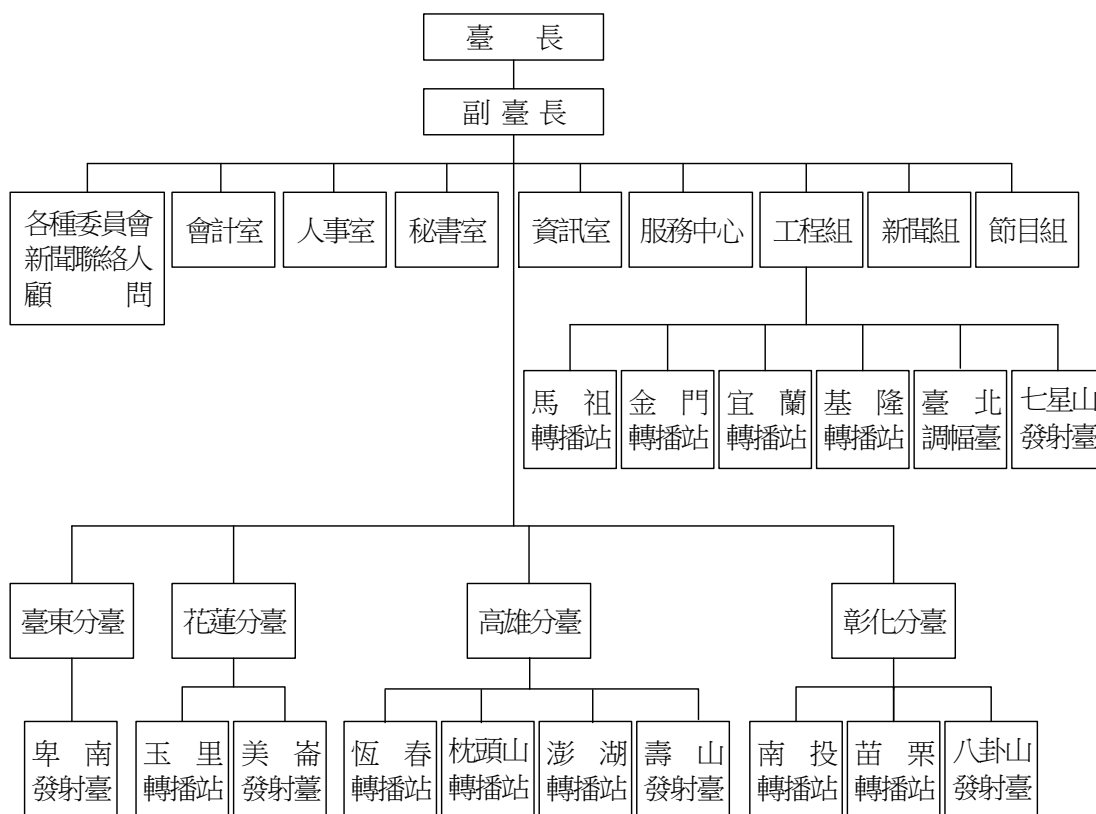 臺長
副臺長
各種委員會
新聞聯絡人
顧問
會計室
人事室
秘書室
資訊室
服務中心
工程組
新聞組
節目組
馬祖
轉播站
金門
轉播站
宜蘭
轉播站
基隆
轉播站
臺北
調幅臺
七星山
發射臺
臺東分臺
花蓮分臺
高雄分臺
彰化分臺
卑南
發射臺
玉里
轉播站
美崙
發射薹
恆春
轉播站
枕頭山
轉播站
澎湖
轉播站
壽山
發射臺
南投
轉播站
苗栗
轉播站
八卦山
發射臺